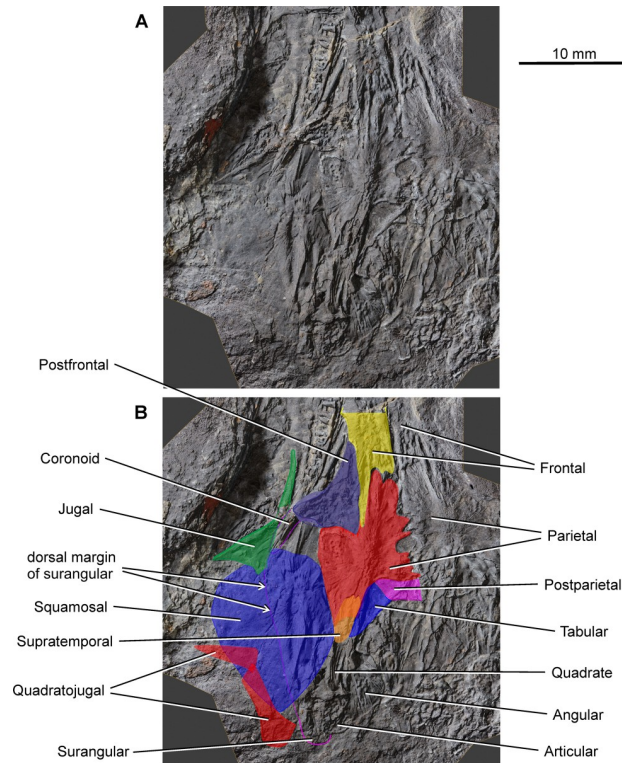 A
10 mm
B
Postfrontal
Coronoid
Jugal
dorsal margin
of surangular
Squamosal
Supratemporal
Quadratojugal
Surangular
Frontal
Parietal
Postparietal
Tabular
Quadrate
Angular
Articular